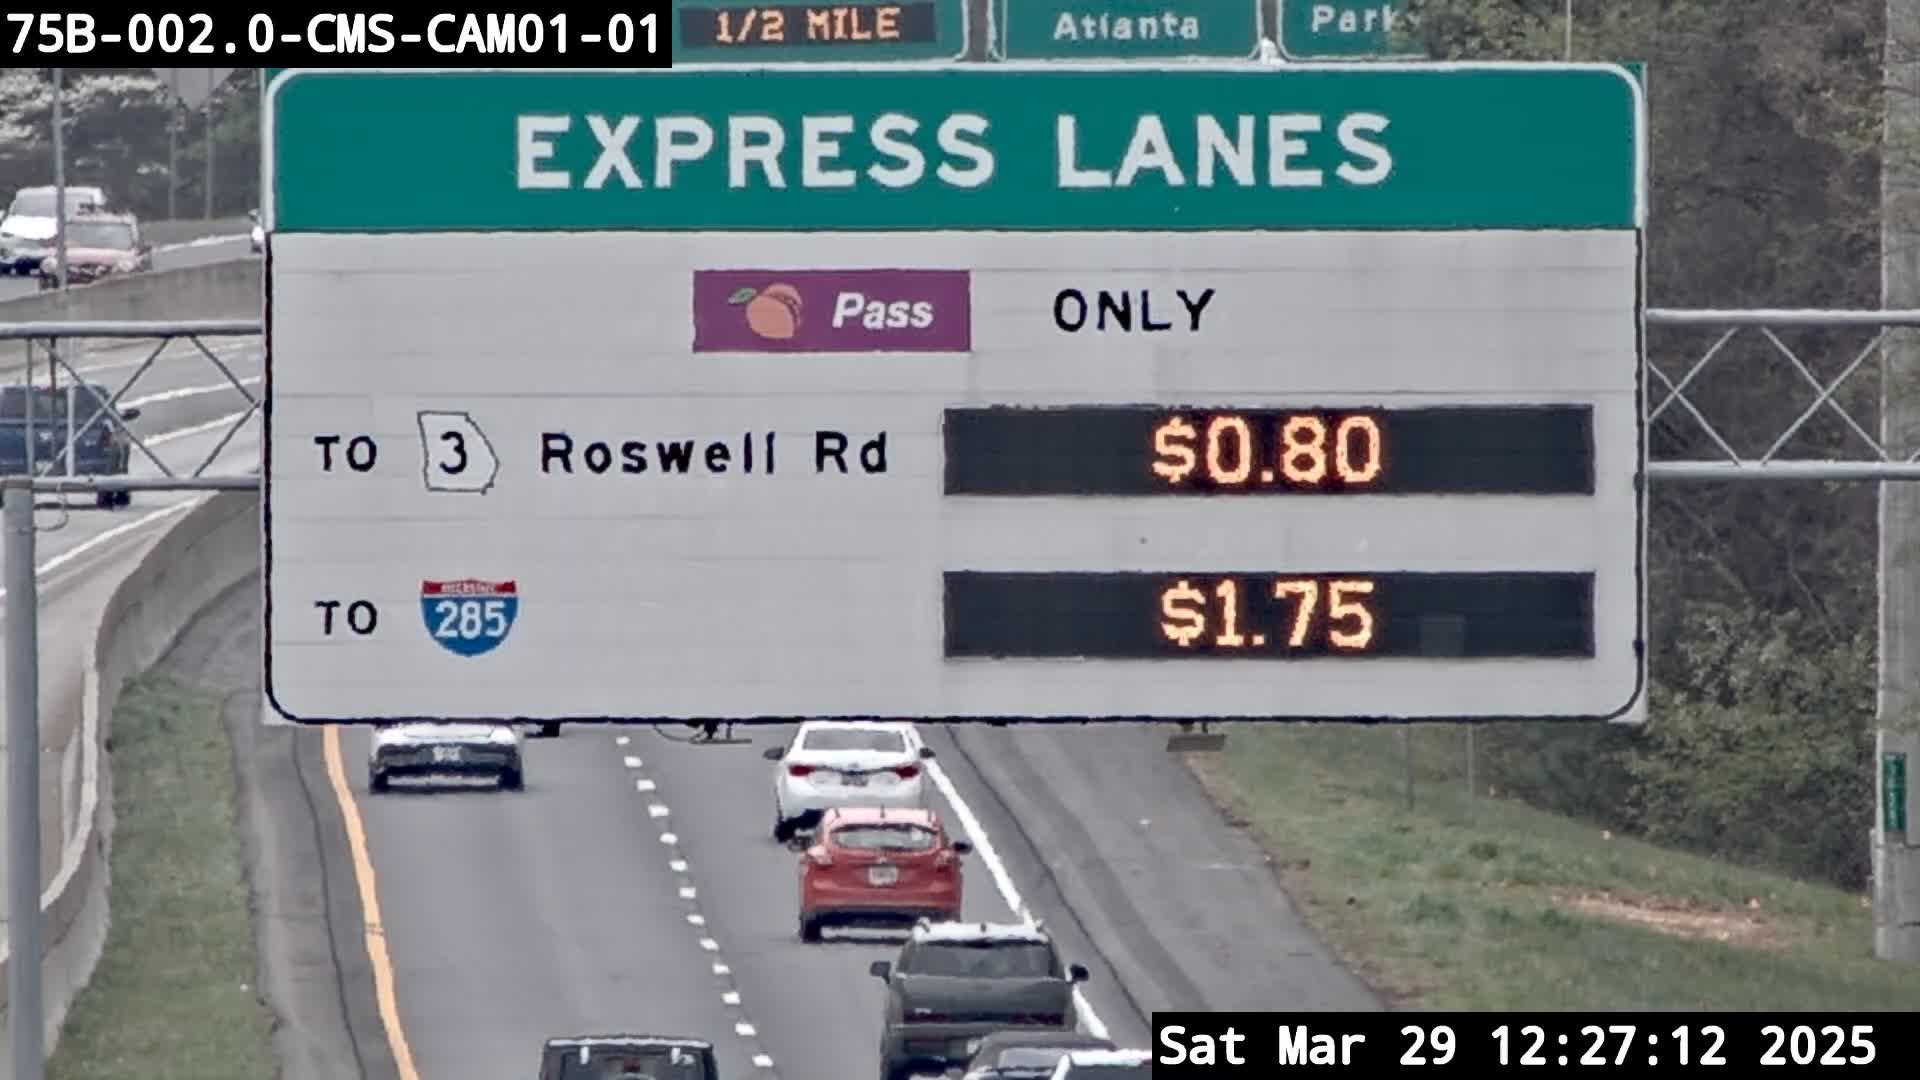 75B-002.0-CMS-CAM01-01
1/2 MILE
Atlanta
EXPRESS LANES
Pass ONLY
TO 3 Roswell Rd $0.80
TO 285 $1.75
Sat Mar 29 12:27:12 2025